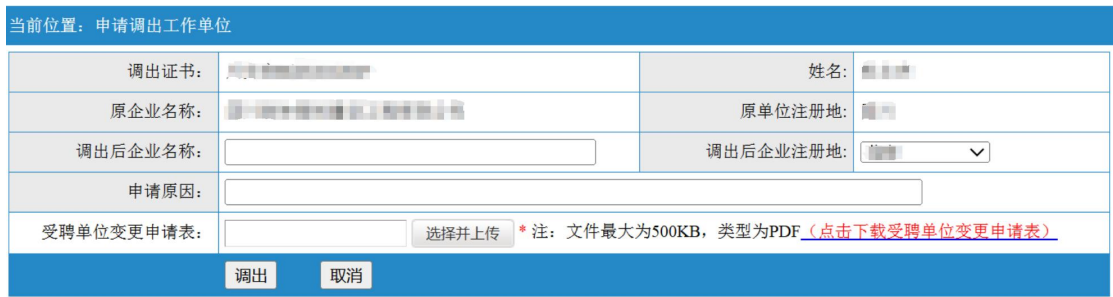 当前位置：申请调出工作单位
调出证书： 姓名:
原企业名称： 原单位注册地:
调出后企业名称： 调出后企业注册地:
申请原因：
受聘单位变更申请表： 选择并上传 *注：文件最大为500KB，类型为PDF（点击下载受聘单位变更申请表）
调出 取消